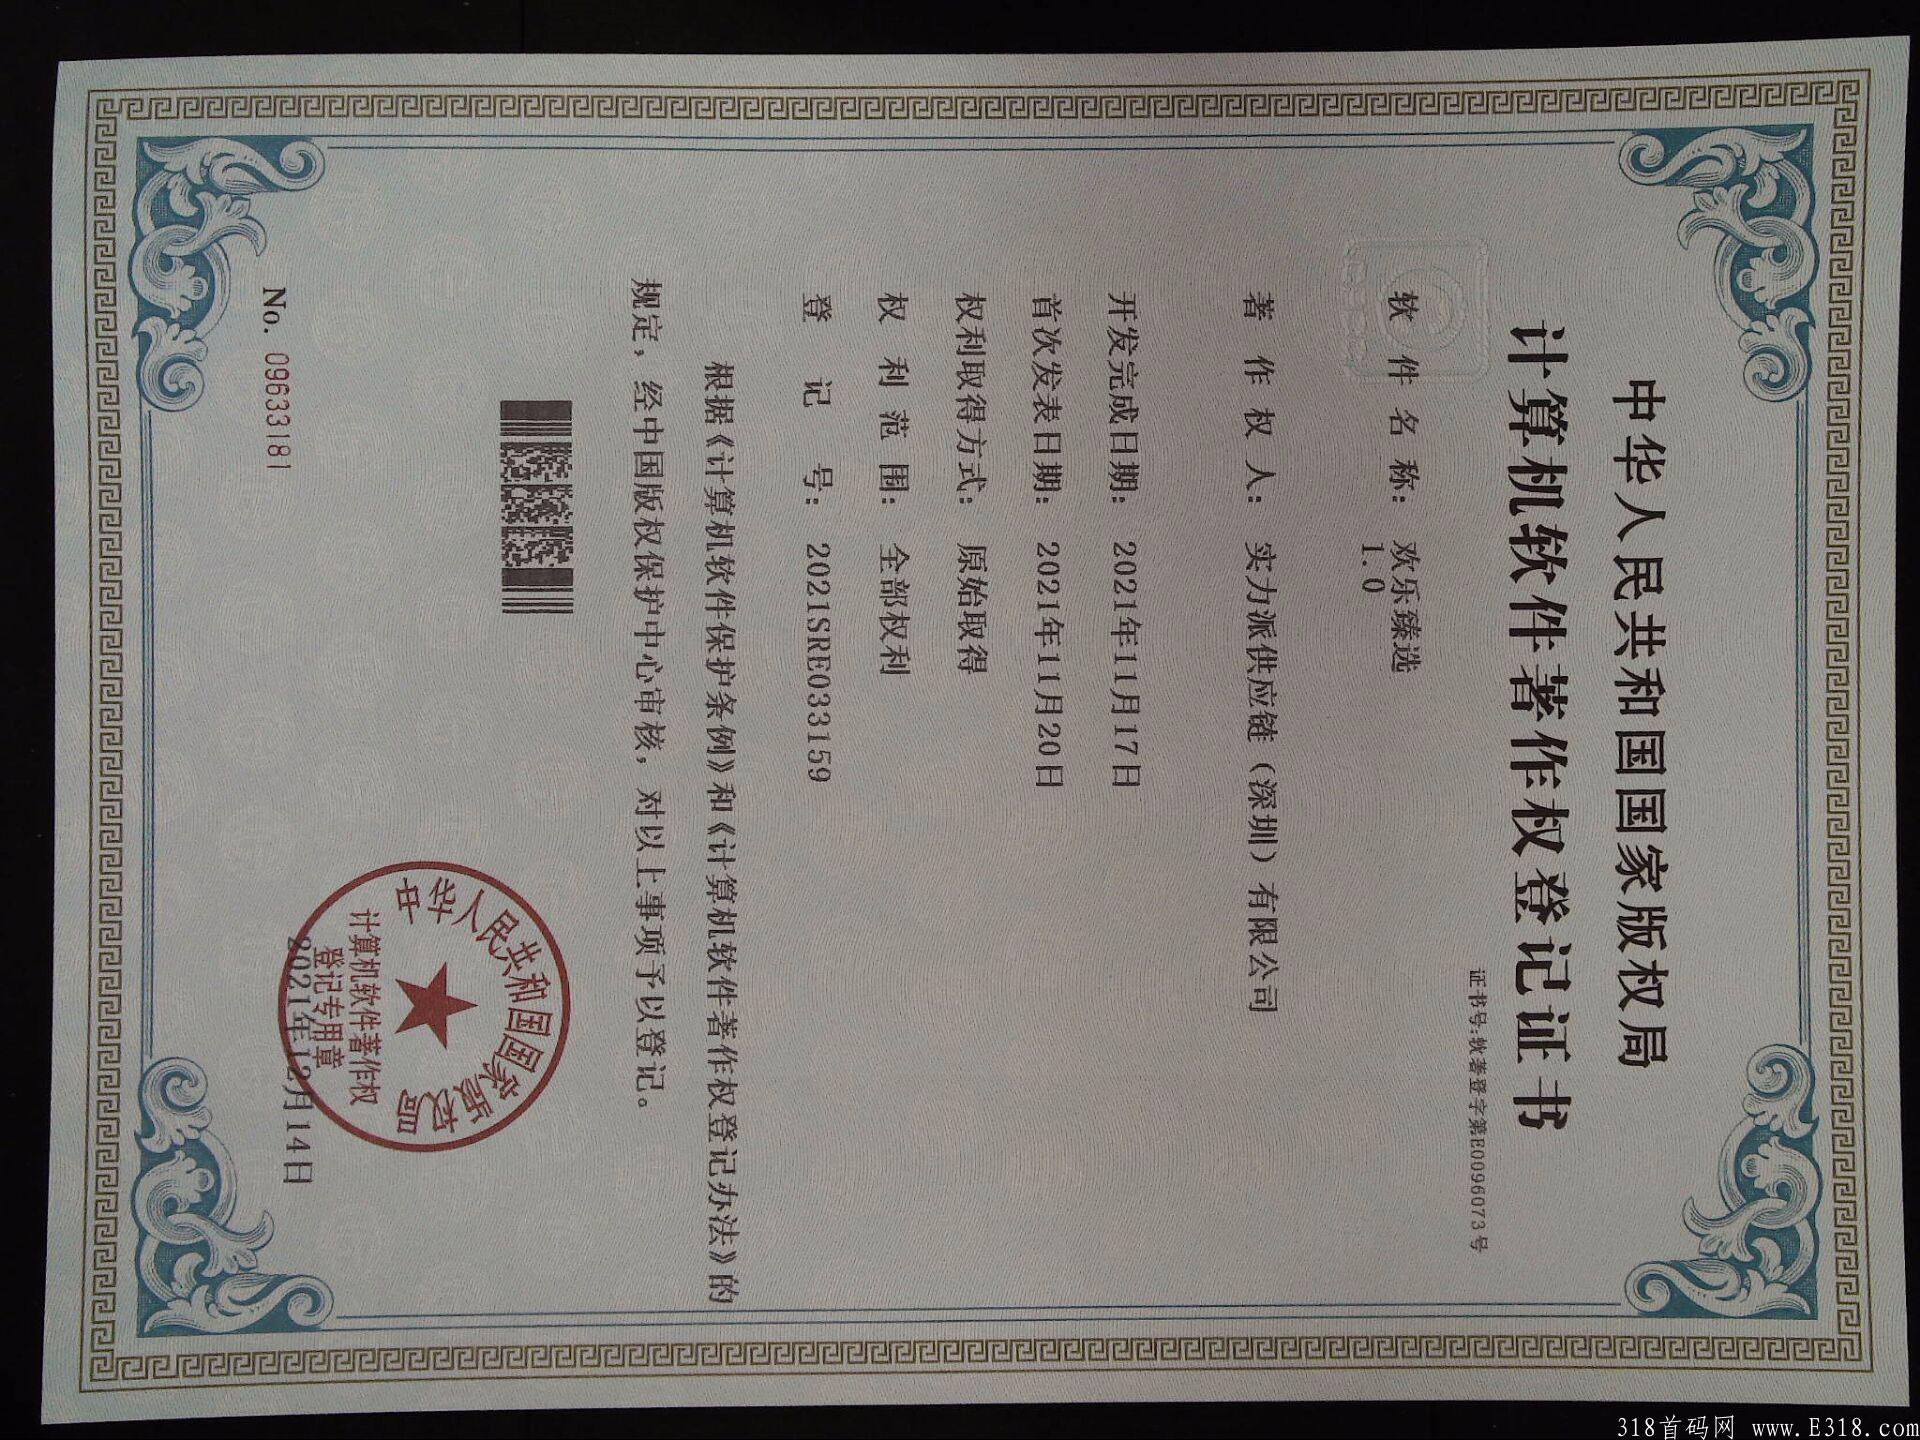 中华人民共和国国家版权局
计算机软件著作权登记证书
证书号:软著登字第E0096073号
软件名称: 欢乐臻选
1.0
著作权人: 实力派供应链（深圳）有限公司
开发完成日期: 2021年11月17日
首次发表日期: 2021年11月20日
权利取得方式: 原始取得
权利范围: 全部权利
登记号: 2021SRE033159
根据《计算机软件保护条例》和《计算机软件著作权登记办法》的
规定，经中国版权保护中心审核，对以上事项予以登记。
中华人民共和国国家版权局
计算机软件著作权
登记专用章
No. 09633181
2021年12月14日
318首码网 www.E318.com